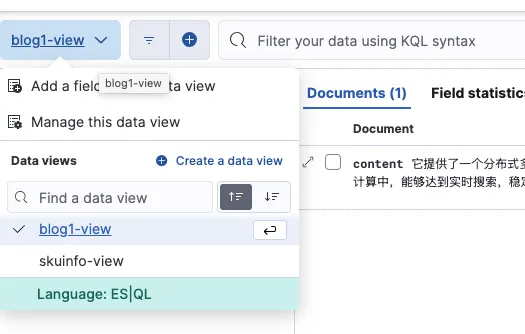 blog1-view
Filter your data using KQL syntax
Add a field
ta view
blog1-view
Manage this data view
Documents (1)
Field statistics
Data views
Create a data view
Document
Find a data view
content 它提供了一个分布式多
计算中，能够达到实时搜索，稳定
blog1-view
skuinfo-view
Language: ES|QL